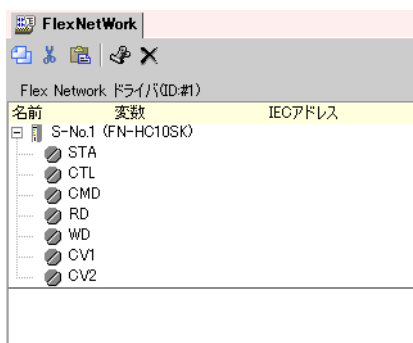 FlexNetWork
Flex Network ドライバ(ID:#1)
名前 変数 IECアドレス
S-No.1 (FN-HC10SK)
STA
CTL
CMD
RD
WD
CV1
CV2